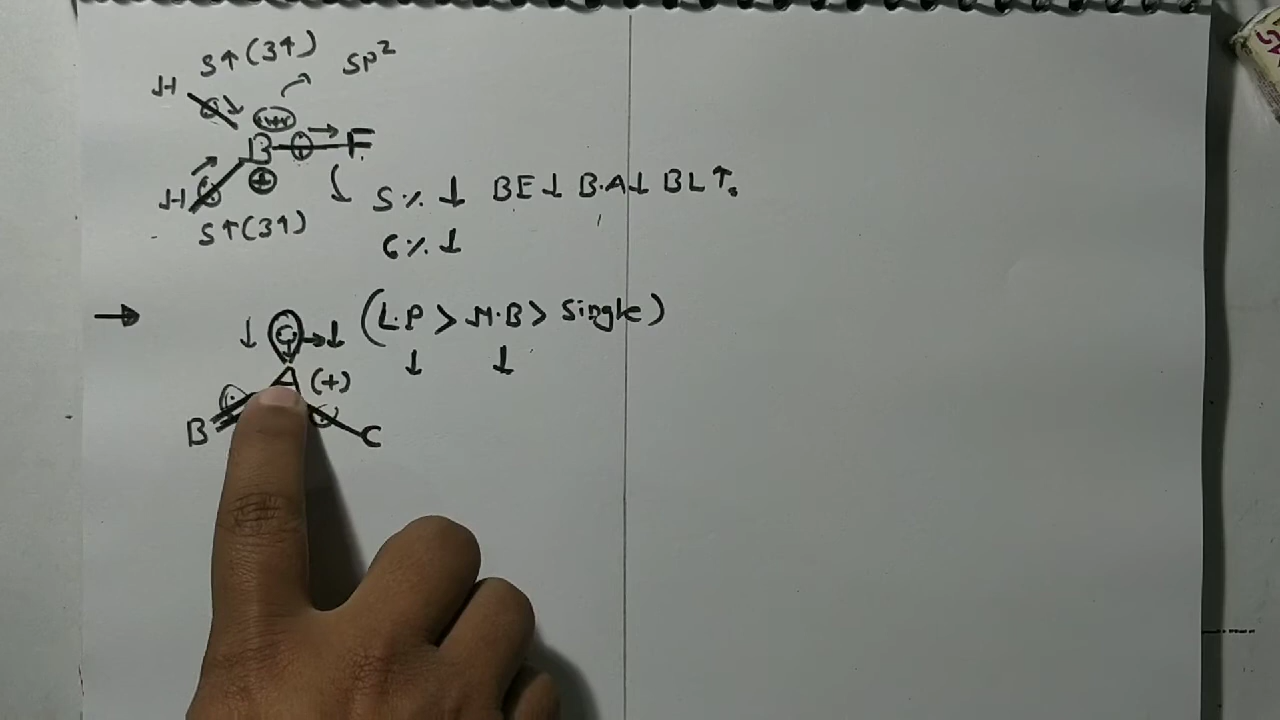 S↑(3↑) SP²
H
B F
H
S↑(3↑)
S%↓ BE↓ B.A↓ BL↑.
%↓
→ ↓ → ↓ (L.P > M.B > Single)
↓ ↓
A (+)
B C